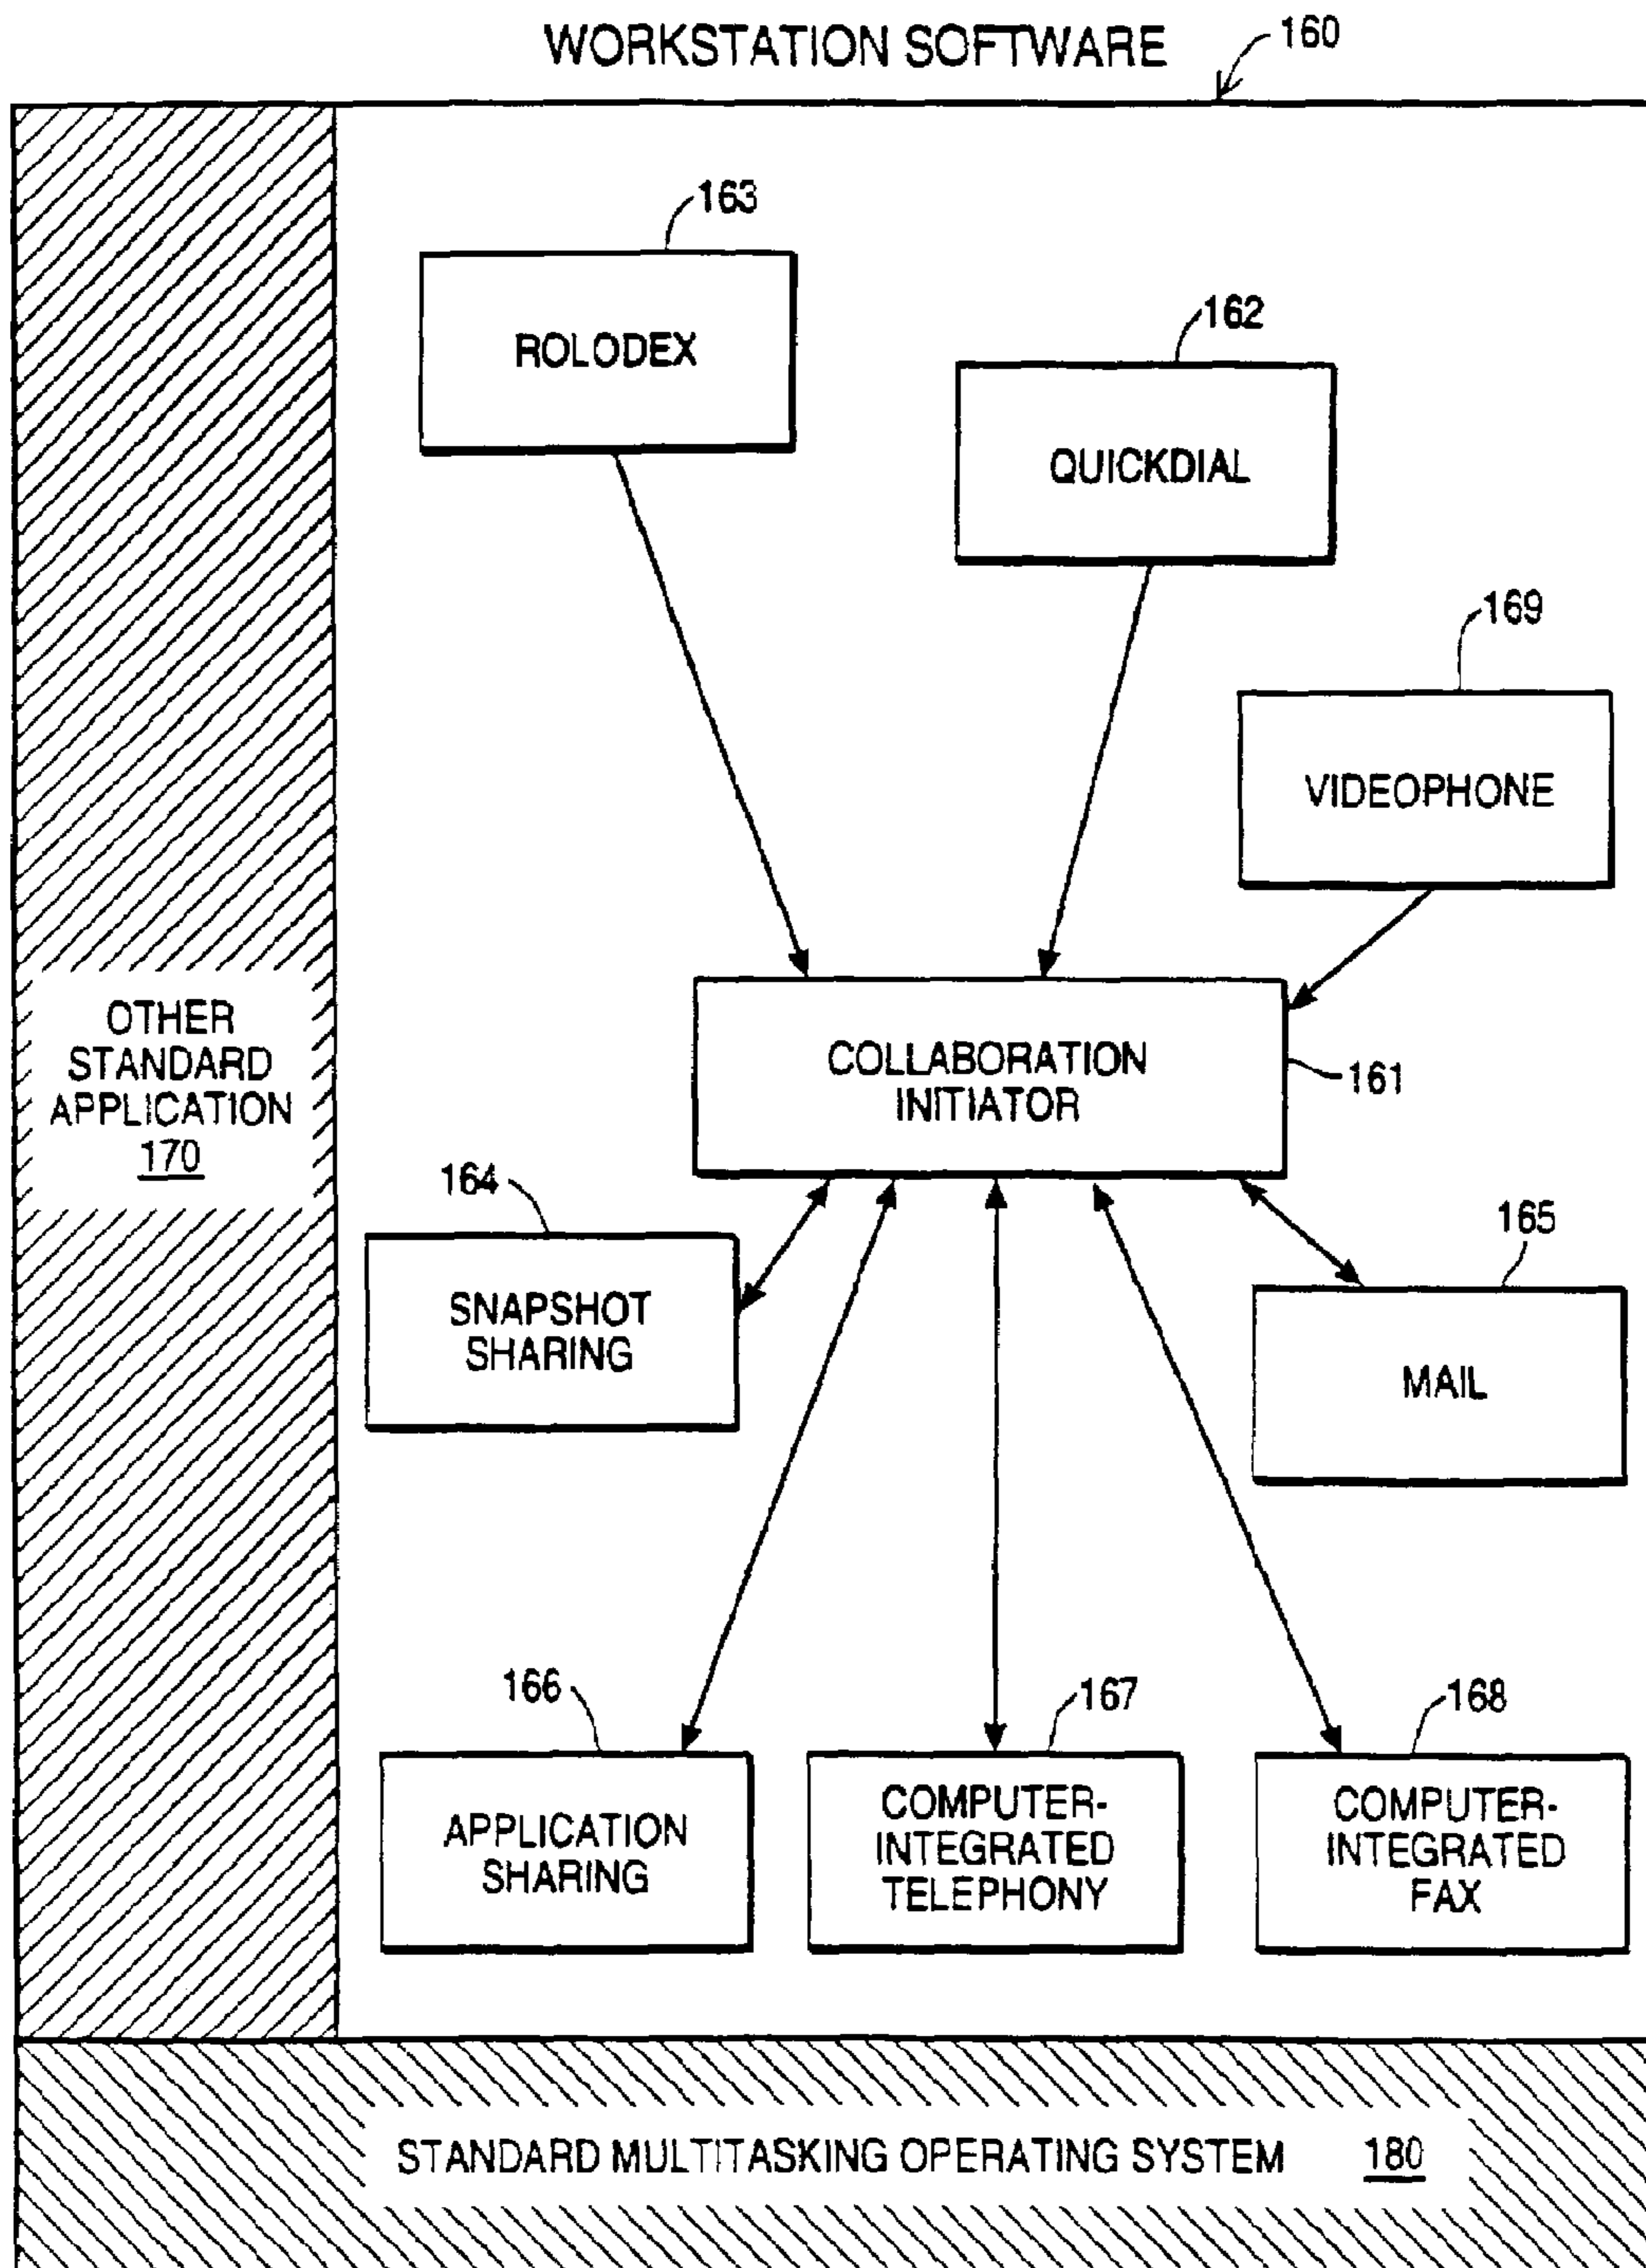 WORKSTATION SOFTWARE
160
163
ROLODEX
162
QUICKDIAL
169
VIDEOPHONE
OTHER
STANDARD
APPLICATION
170
COLLABORATION
INITIATOR
161
164
SNAPSHOT
SHARING
165
MAIL
166
APPLICATION
SHARING
167
COMPUTER-
INTEGRATED
TELEPHONY
168
COMPUTER-
INTEGRATED
FAX
STANDARD MULTITASKING OPERATING SYSTEM 180